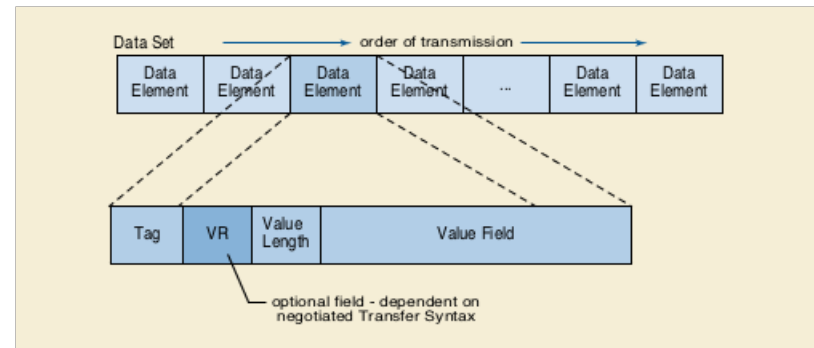 Data Set order of transmission
Data Data Data Data ... Data Data
Element Element Element Element Element Element
Tag VR Value Value Field
Length
optional field - dependent on
negotiated Transfer Syntax